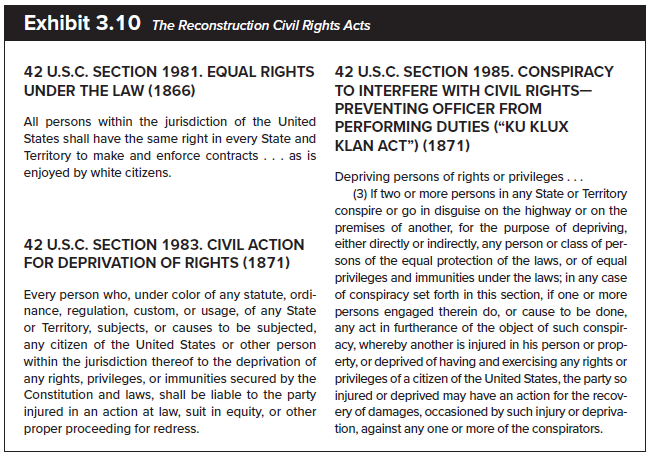 Exhibit 3.10 The Reconstruction Civil Rights Acts
42 U.S.C. SECTION 1981. EQUAL RIGHTS
UNDER THE LAW (1866)
All persons within the jurisdiction of the United
States shall have the same right in every State and
Territory to make and enforce contracts . . . as is
enjoyed by white citizens.
42 U.S.C. SECTION 1983. CIVIL ACTION
FOR DEPRIVATION OF RIGHTS (1871)
Every person who, under color of any statute, ordi-
nance, regulation, custom, or usage, of any State
or Territory, subjects, or causes to be subjected,
any citizen of the United States or other person
within the jurisdiction thereof to the deprivation of
any rights, privileges, or immunities secured by the
Constitution and laws, shall be liable to the party
injured in an action at law, suit in equity, or other
proper proceeding for redress.
42 U.S.C. SECTION 1985. CONSPIRACY
TO INTERFERE WITH CIVIL RIGHTS—
PREVENTING OFFICER FROM
PERFORMING DUTIES (“KU KLUX
KLAN ACT”) (1871)
Depriving persons of rights or privileges . . .
(3) If two or more persons in any State or Territory
conspire or go in disguise on the highway or on the
premises of another, for the purpose of depriving,
either directly or indirectly, any person or class of per-
sons of the equal protection of the laws, or of equal
privileges and immunities under the laws; in any case
of conspiracy set forth in this section, if one or more
persons engaged therein do, or cause to be done,
any act in furtherance of the object of such conspir-
acy, whereby another is injured in his person or prop-
erty, or deprived of having and exercising any rights or
privileges of a citizen of the United States, the party so
injured or deprived may have an action for the recov-
ery of damages, occasioned by such injury or depriva-
tion, against any one or more of the conspirators.